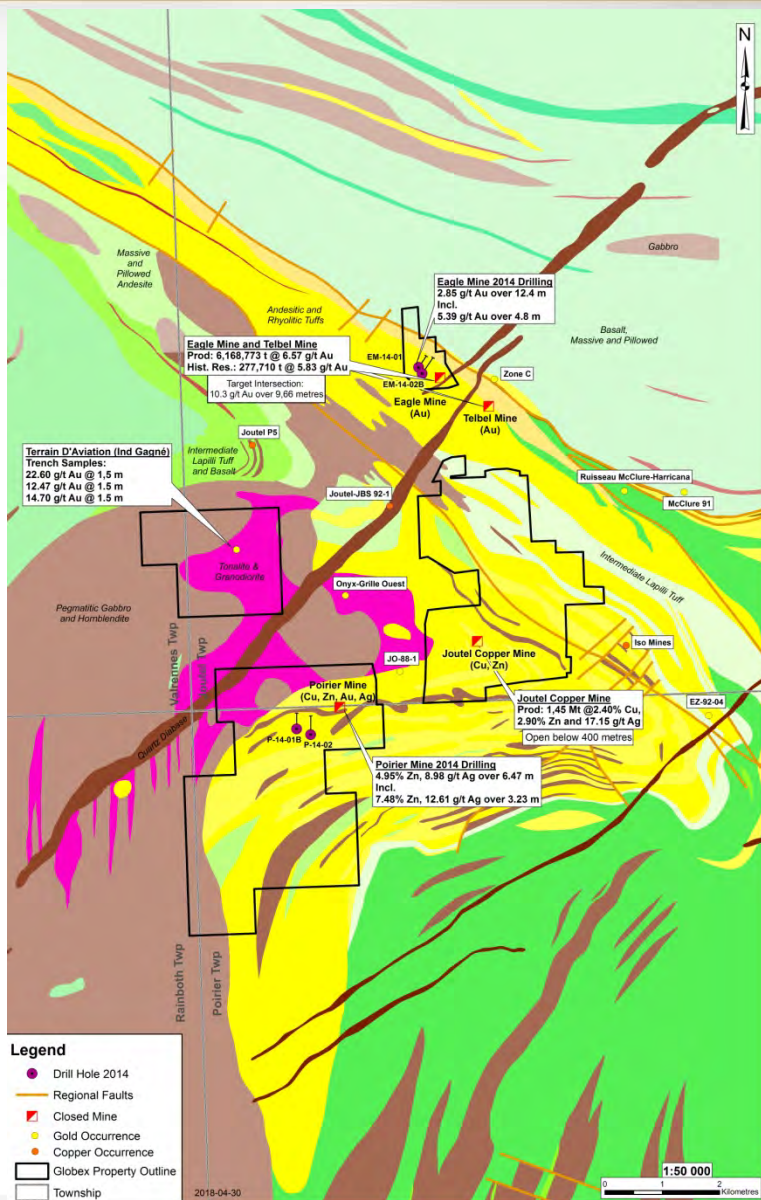 N
Gabbro
Massive
and
Pillowed
Andesite
Eagle Mine 2014 Drilling
2.85 g/t Au over 12.4 m
Incl.
5.39 g/t Au over 4.8 m
Andesitic and
Rhyolitic Tuffs
Basalt,
Massive and Pillowed
Eagle Mine and Telbel Mine
Prod: 6,168,773 t @ 6.57 g/t Au
Hist. Res.: 277,710 t @ 5.83 g/t Au
EM-14-01
Target Intersection:
10.3 g/t Au over 9,66 metres
EM-14-02B
Zone C
Eagle Mine
(Au)
Telbel Mine
(Au)
Joutel P5
Terrain D'Aviation (Ind Gagné)
Trench Samples:
22.60 g/t Au @ 1,5 m
12.47 g/t Au @ 1.5 m
14.70 g/t Au @ 1.5 m
Intermediate
Lapilli Tuff
and Basalt
Joutel-JBS 92-1
Ruisseau McClure-Harricana
McClure 91
Tonalite &
Granodiorite
Intermediate Lapilli Tuff
Onyx-Grille Ouest
Pegmatitic Gabbro
and Hornblendite
Valrennes Twp
Joutel Twp
Iso Mines
Joutel Copper Mine
(Cu, Zn)
JO-88-1
Poirier Mine
(Cu, Zn, Au, Ag)
Joutel Copper Mine
Prod: 1,45 Mt @2.40% Cu,
2.90% Zn and 17.15 g/t Ag
EZ-92-04
Open below 400 metres
P-14-01B
P-14-02
Quartz Diabase
Poirier Mine 2014 Drilling
4.95% Zn, 8.98 g/t Ag over 6.47 m
Incl.
7.48% Zn, 12.61 g/t Ag over 3.23 m
Rainboth Twp
Poirier Twp
Legend
Drill Hole 2014
Regional Faults
Closed Mine
Gold Occurrence
Copper Occurrence
Globex Property Outline
Township
2018-04-30
1:50 000
0 1 2
Kilometres